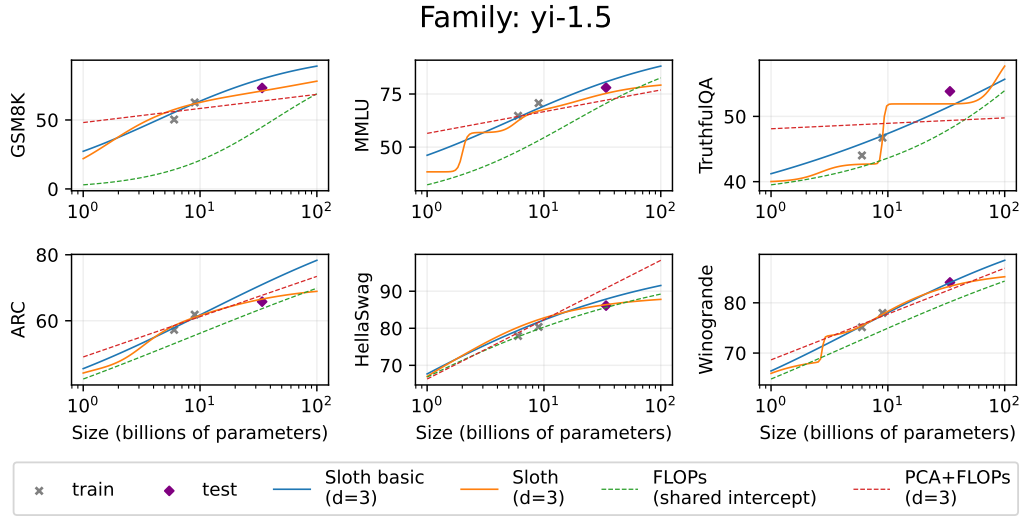 Family: yi-1.5
GSM8K
50
0
10^0
10^1
10^2
MMLU
75
50
10^0
10^1
10^2
TruthfulQA
50
40
10^0
10^1
10^2
ARC
80
60
10^0
10^1
10^2
Size (billions of parameters)
HellaSwag
90
80
70
10^0
10^1
10^2
Size (billions of parameters)
Winogrande
80
70
10^0
10^1
10^2
Size (billions of parameters)
train
test
Sloth basic
(d=3)
Sloth
(d=3)
FLOPs
(shared intercept)
PCA+FLOPs
(d=3)